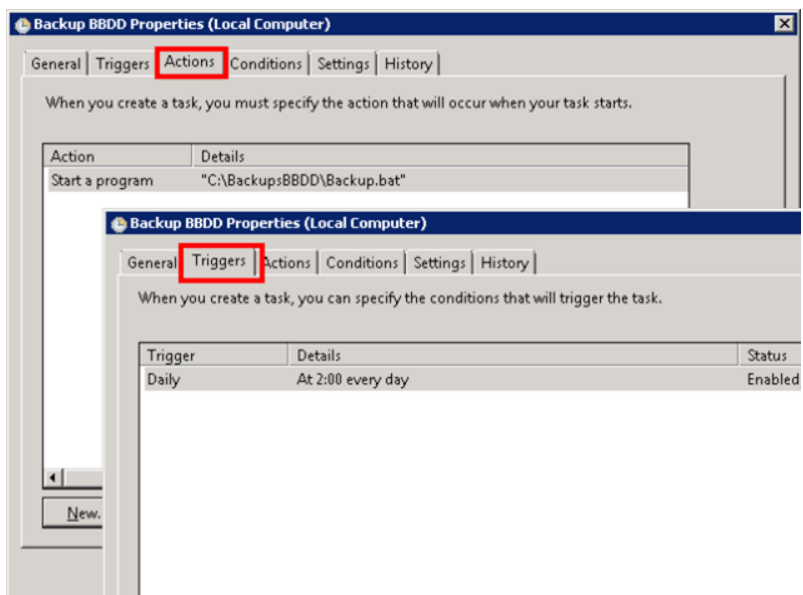 Backup BBDD Properties (Local Computer)
General Triggers Actions Conditions Settings History
When you create a task, you must specify the action that will occur when your task starts.
Action Details
Start a program "C:\BackupsBBDD\Backup.bat"
New.
Backup BBDD Properties (Local Computer)
General Triggers Actions Conditions Settings History
When you create a task, you can specify the conditions that will trigger the task.
Trigger Details Status
Daily At 2:00 every day Enabled